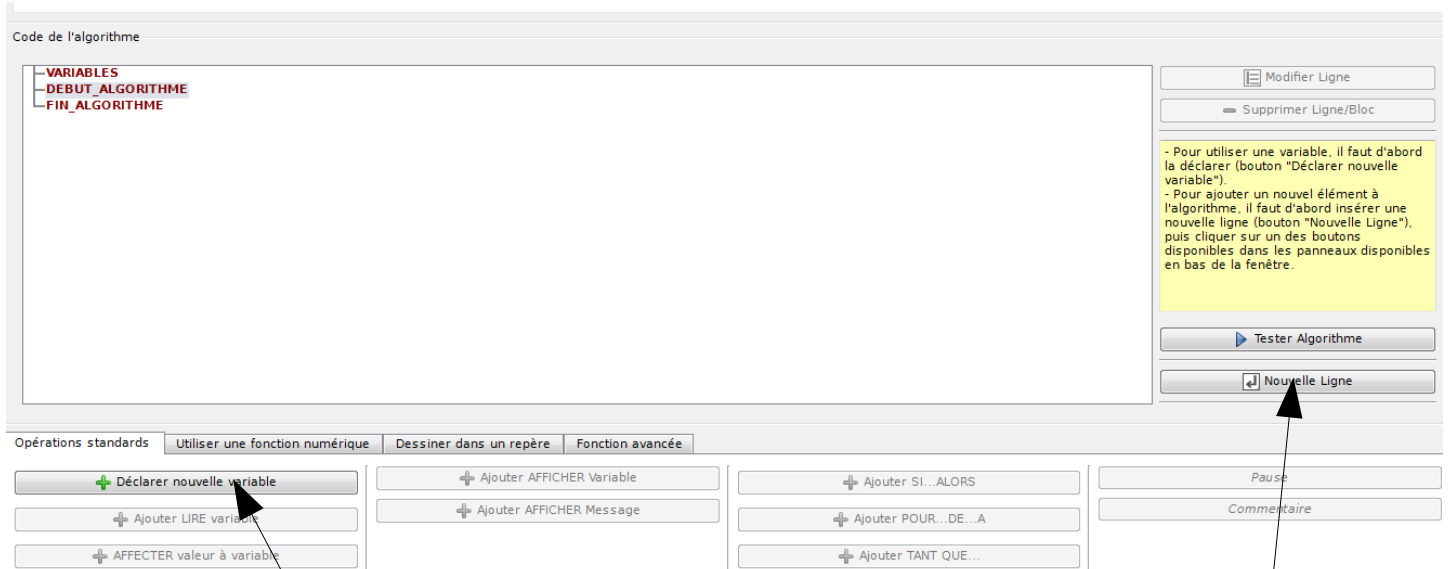 Code de l'algorithme
VARIABLES
DEBUT_ALGORITHME
FIN_ALGORITHME
Modifier Ligne
Supprimer Ligne/Bloc
- Pour utiliser une variable, il faut d'abord
la déclarer (bouton "Déclarer nouvelle
variable").
- Pour ajouter un nouvel élément à
l'algorithme, il faut d'abord insérer une
nouvelle ligne (bouton "Nouvelle Ligne"),
puis cliquer sur un des boutons
disponibles dans les panneaux disponibles
en bas de la fenêtre.
Tester Algorithme
Nouvelle Ligne
Opérations standards
Utiliser une fonction numérique
Dessiner dans un repère
Fonction avancée
Déclarer nouvelle variable
Ajouter LIRE variable
AFFECTER valeur à variable
Ajouter AFFICHER Variable
Ajouter AFFICHER Message
Ajouter SI...ALORS
Ajouter POUR...DE...A
Ajouter TANT QUE...
Pause
Commentaire